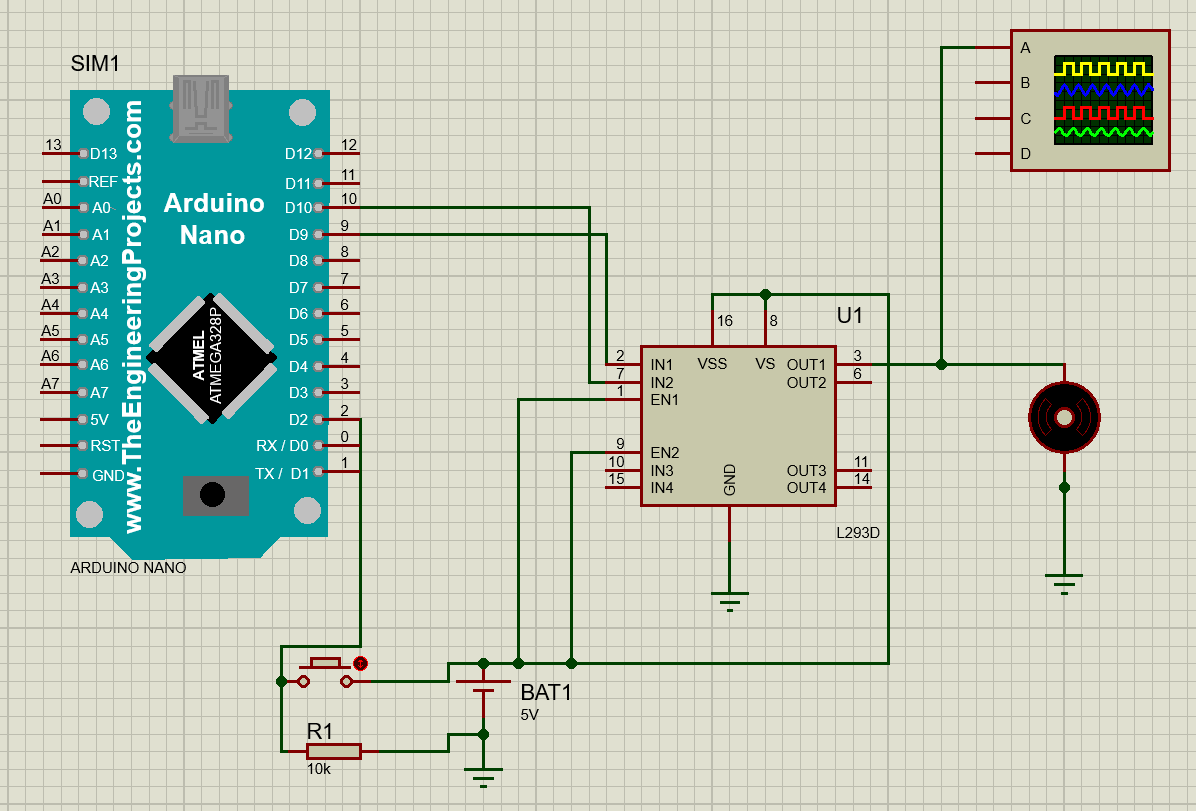 SIM1
www.TheEngineeringProjects.com
Arduino
Nano
ATMEL
ATMEGA328P
13 D13
REF
A0 A0
A1 A1
A2 A2
A3 A3
A4 A4
A5 A5
A6 A6
A7 A7
5V
RST
GND
D12 12
D11 11
D10 10
D9 9
D8 8
D7 7
D6 6
D5 5
D4 4
D3 3
D2 2
RX / D0 0
TX / D1 1
ARDUINO NANO
A
B
C
D
U1
16
8
VSS
VS
2 IN1
7 IN2
1 EN1
9 EN2
10 IN3
15 IN4
OUT1 3
OUT2 6
OUT3 11
OUT4 14
GND
L293D
BAT1
5V
R1
10k